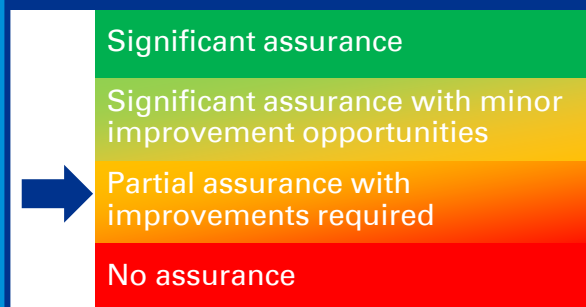 Significant assurance
Significant assurance with minor
improvement opportunities
Partial assurance with
improvements required
No assurance